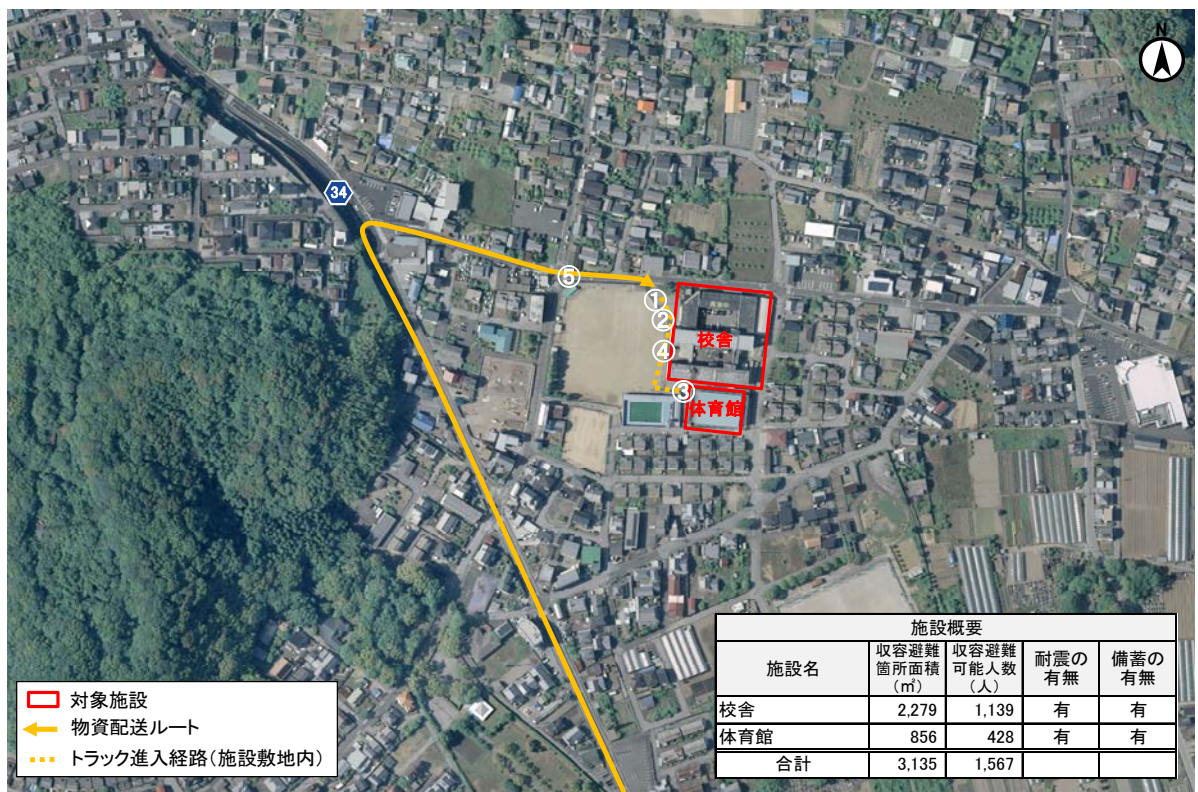 N
34
⑤
①
②
校舎
④
③
体育館
対象施設
物資配送ルート
トラック進入経路(施設敷地内)
施設概要
施設名 収容避難箇所面積(㎡) 収容避難可能人数(人) 耐震の有無 備蓄の有無
校舎 2,279 1,139 有 有
体育館 856 428 有 有
合計 3,135 1,567